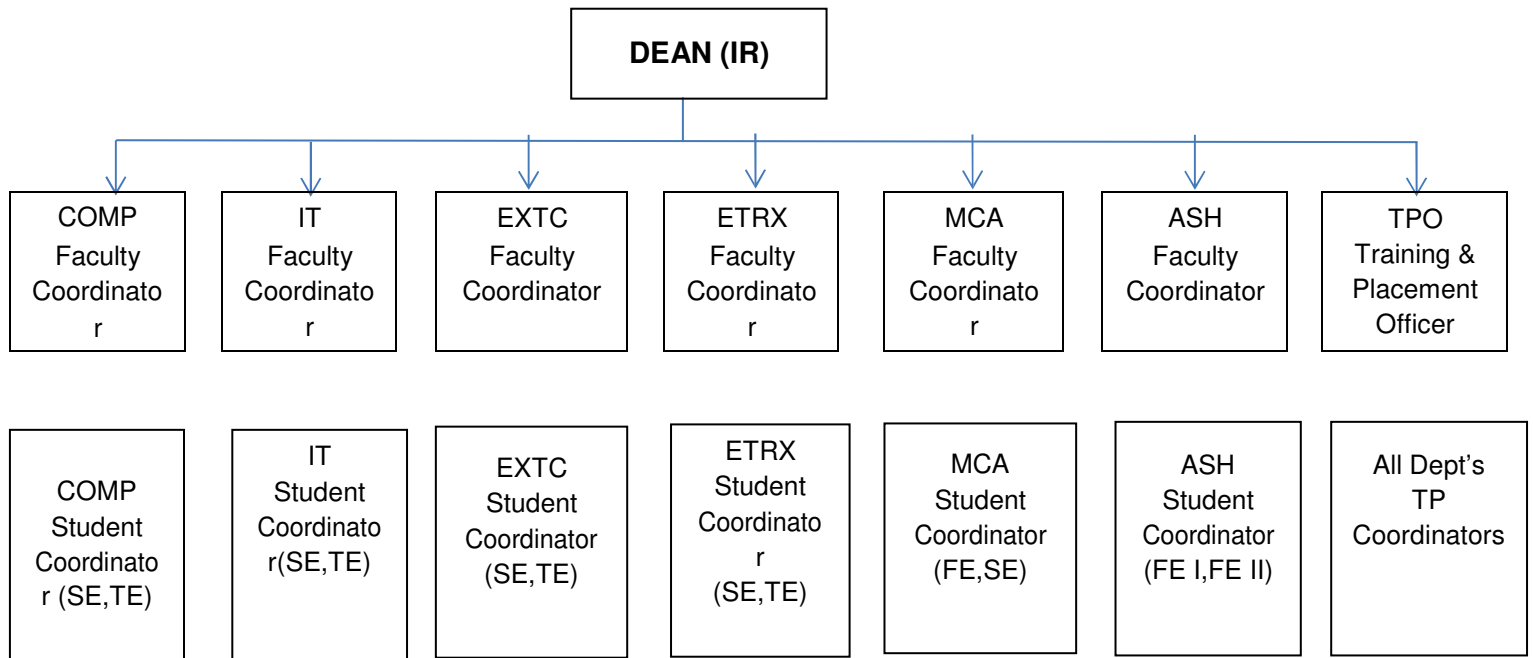 DEAN (IR)
COMP
Faculty
Coordinato
r
IT
Faculty
Coordinato
r
EXTC
Faculty
Coordinator
ETRX
Faculty
Coordinato
r
MCA
Faculty
Coordinato
r
ASH
Faculty
Coordinator
TPO
Training &
Placement
Officer
COMP
Student
Coordinato
r (SE,TE)
IT
Student
Coordinato
r(SE,TE)
EXTC
Student
Coordinator
(SE,TE)
ETRX
Student
Coordinato
r
(SE,TE)
MCA
Student
Coordinator
(FE,SE)
ASH
Student
Coordinator
(FE I,FE II)
All Dept’s
TP
Coordinators